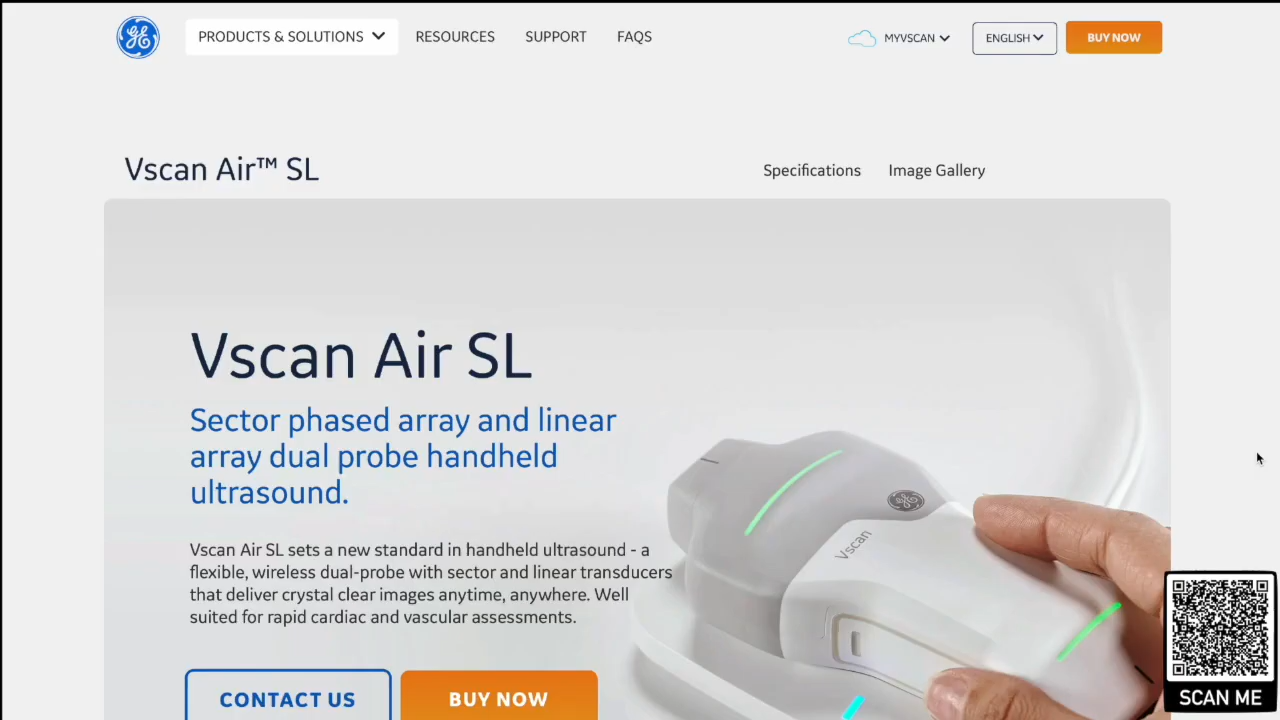 PRODUCTS & SOLUTIONS
RESOURCES
SUPPORT
FAQS
MYVSCAN
ENGLISH
BUY NOW
Vscan Air™ SL
Specifications
Image Gallery
Vscan Air SL
Sector phased array and linear
array dual probe handheld
ultrasound.
Vscan Air SL sets a new standard in handheld ultrasound - a
flexible, wireless dual-probe with sector and linear transducers
that deliver crystal clear images anytime, anywhere. Well
suited for rapid cardiac and vascular assessments.
CONTACT US
BUY NOW
Vscan
SCAN ME